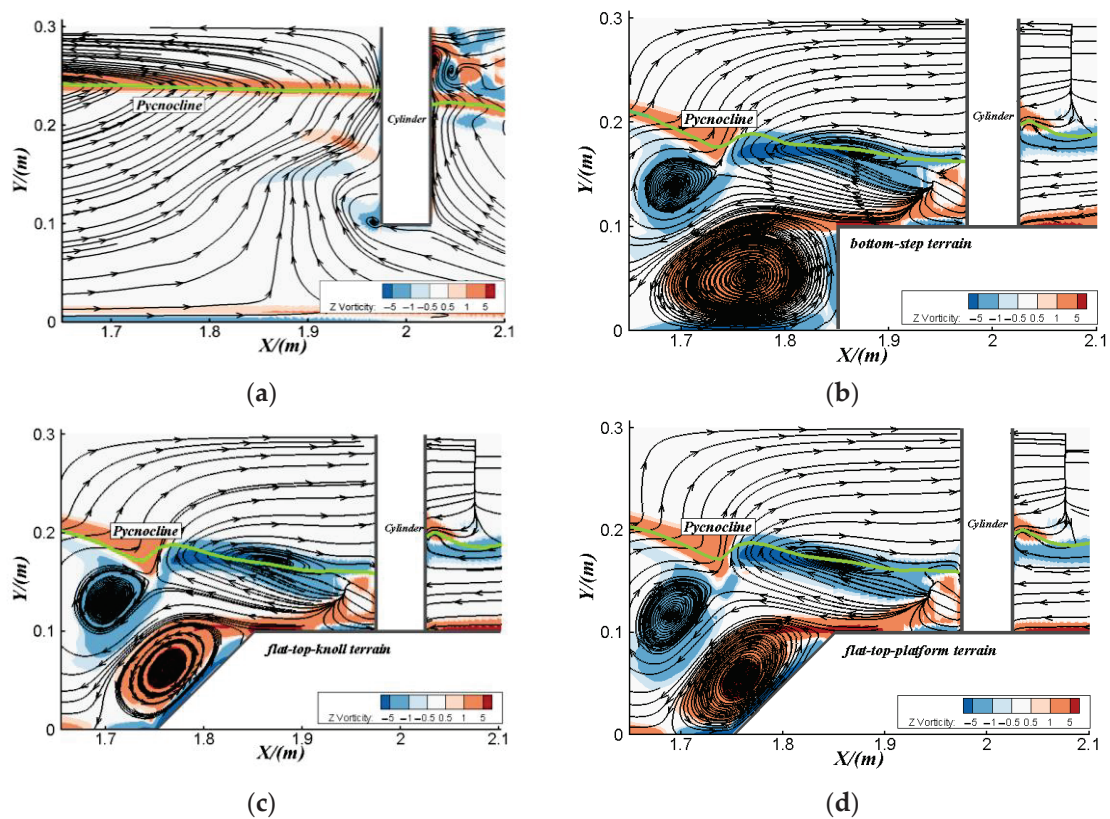 0.3
0.2
0.1
0
Y/(m)
Pycnocline
Cylinder
Z Vorticity: −5 −1 −0.5 0.5 1 5
1.7 1.8 1.9 2 2.1
X/(m)
(a)
0.3
0.2
0.1
0
Y/(m)
Pycnocline
Cylinder
bottom-step terrain
Z Vorticity: −5 −1 −0.5 0.5 1 5
1.7 1.8 1.9 2 2.1
X/(m)
(b)
0.3
0.2
0.1
0
Y/(m)
Pycnocline
Cylinder
flat-top-knoll terrain
Z Vorticity: −5 −1 −0.5 0.5 1 5
1.7 1.8 1.9 2 2.1
X/(m)
(c)
0.3
0.2
0.1
0
Y/(m)
Pycnocline
Cylinder
flat-top-platform terrain
Z Vorticity: −5 −1 −0.5 0.5 1 5
1.7 1.8 1.9 2 2.1
X/(m)
(d)